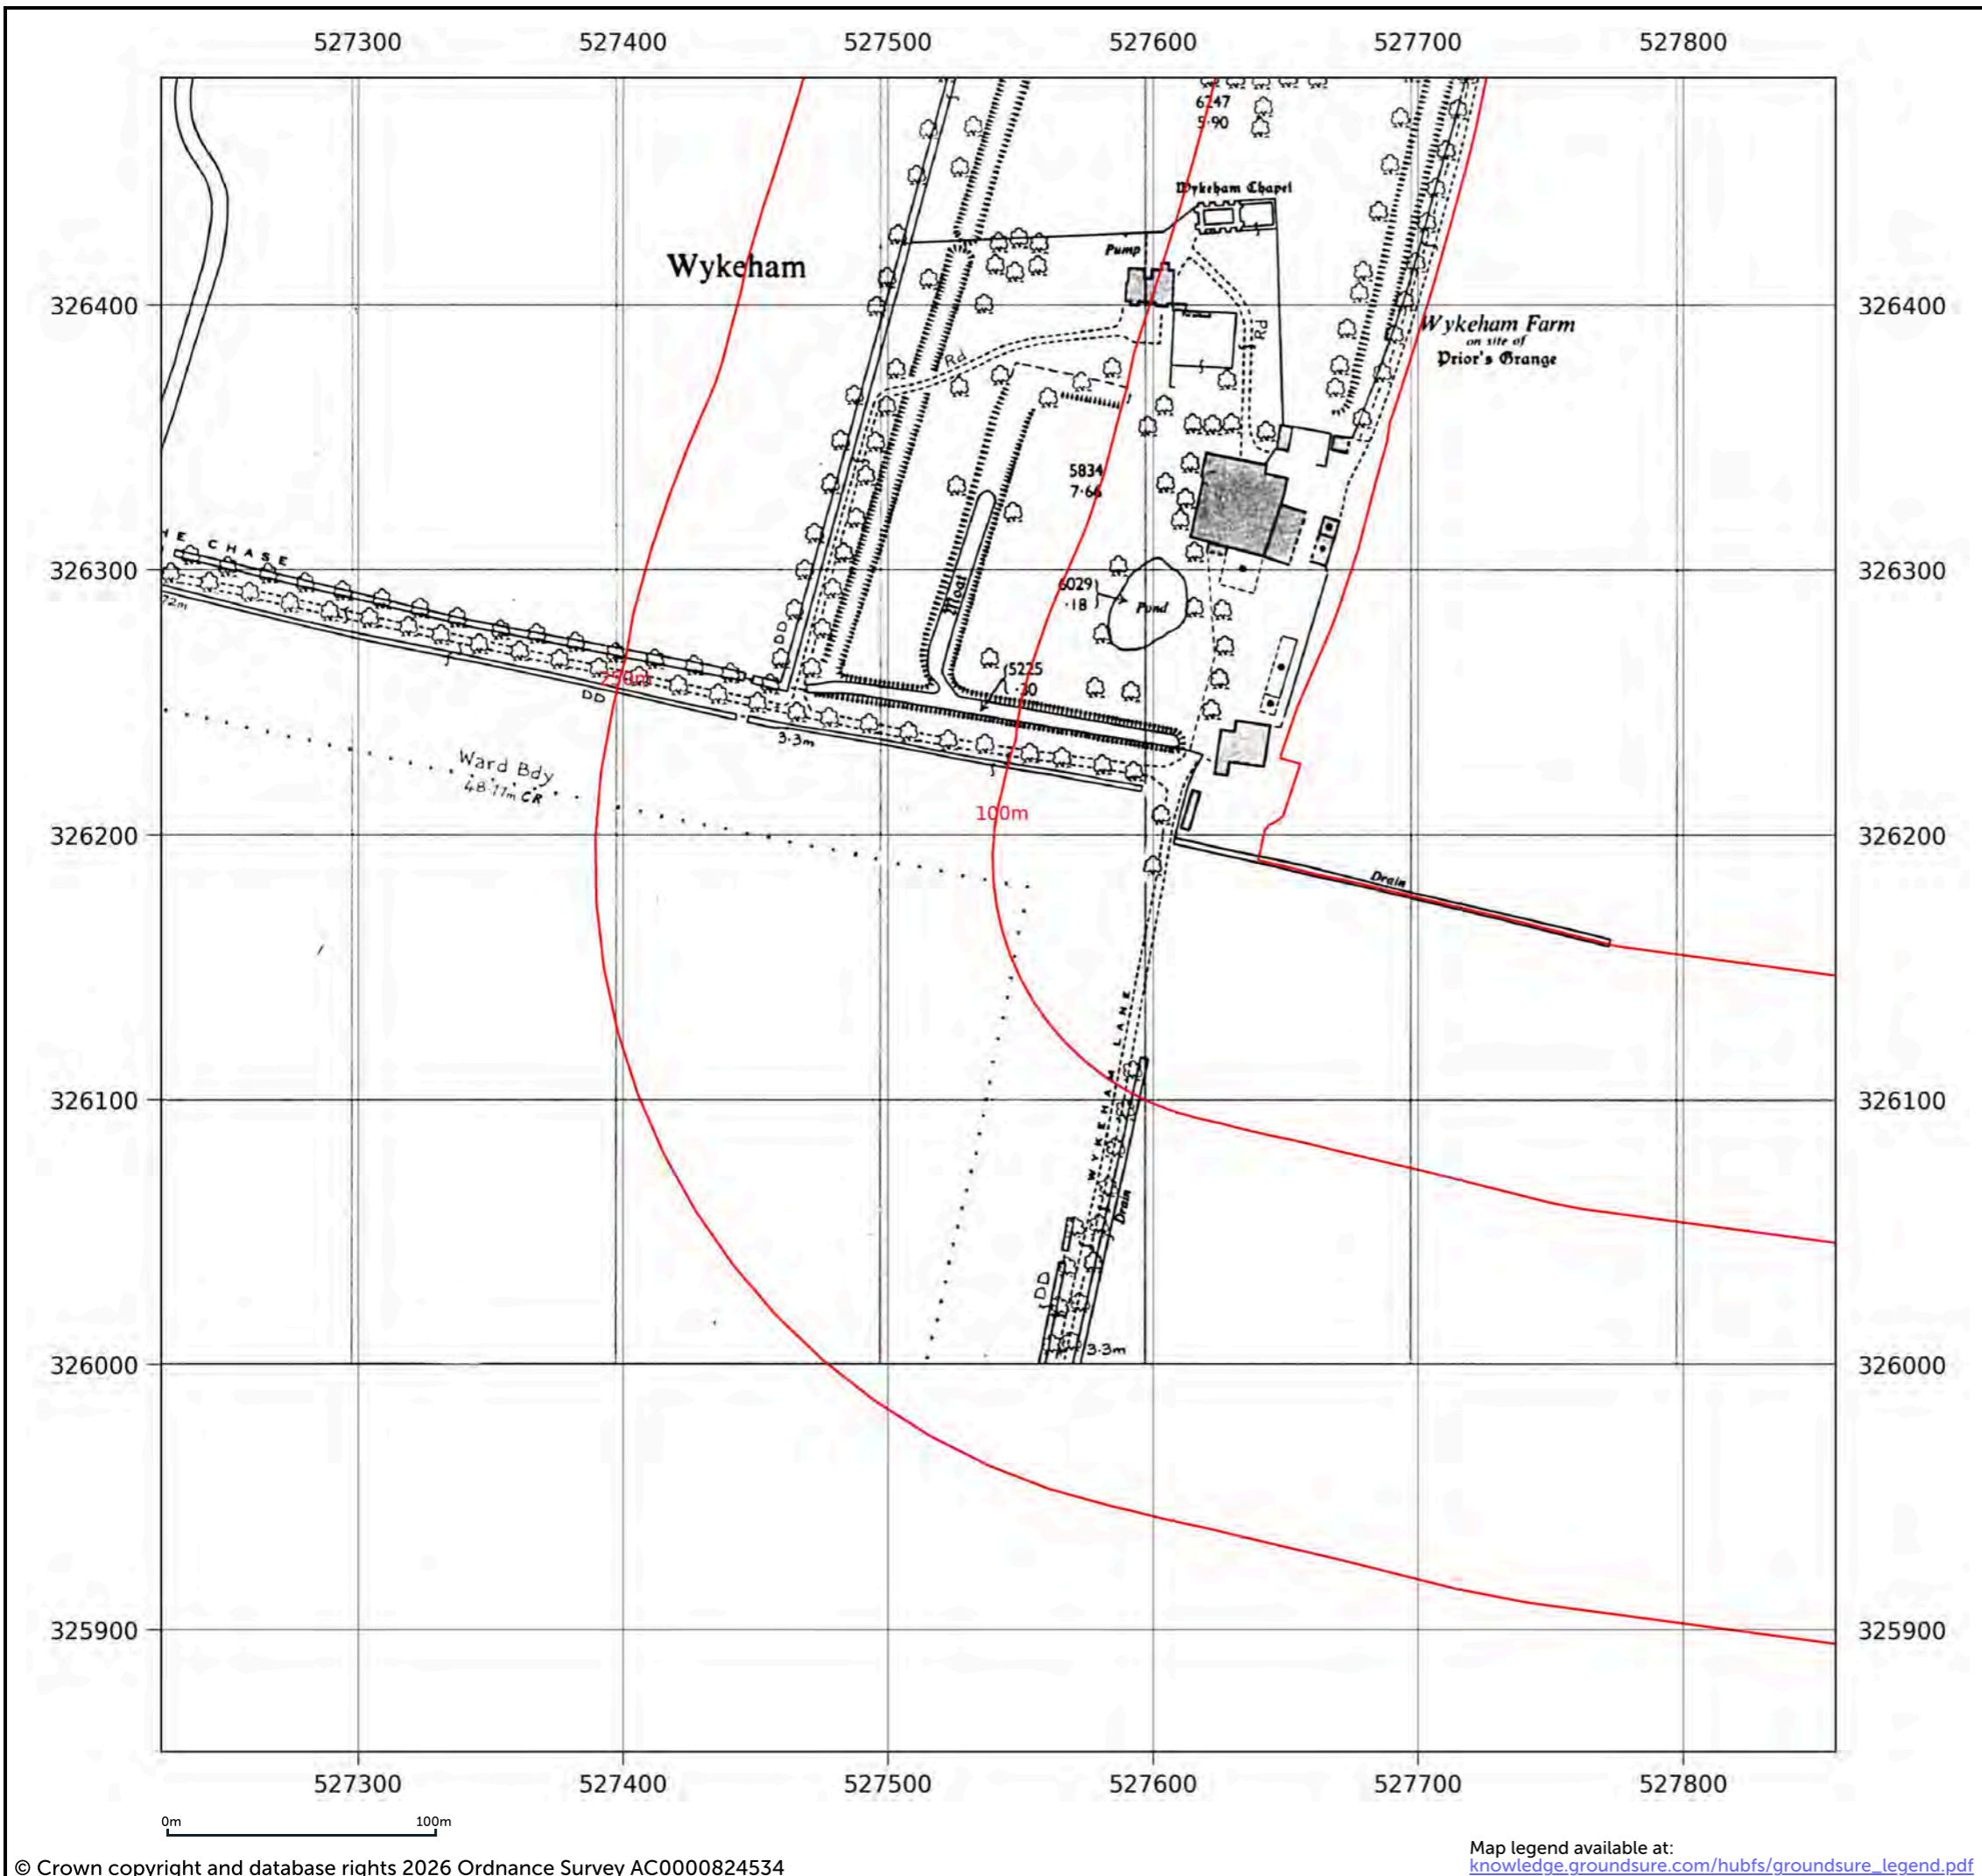 527300 527400 527500 527600 527700 527800
6247
5·90
Wykeham Chapel
Pump
Wykeham
326400 326400
Wykeham Farm
on site of
Prior's Grange
Rd
Rd
5834
7·66
HE CHASE
326300 326300
72m
Moat
6029
·18
Pond
DD
5225
·30
250m
DD
3·3m
Ward Bdy
CR
100m
326200 326200
Drain
WYKEHAM LANE
326100 326100
Drain
DD
3·3m
326000 326000
325900 325900
527300 527400 527500 527600 527700 527800
0m 100m
© Crown copyright and database rights 2026 Ordnance Survey AC0000824534
Map legend available at:
knowledge.groundsure.com/hubfs/groundsure_legend.pdf